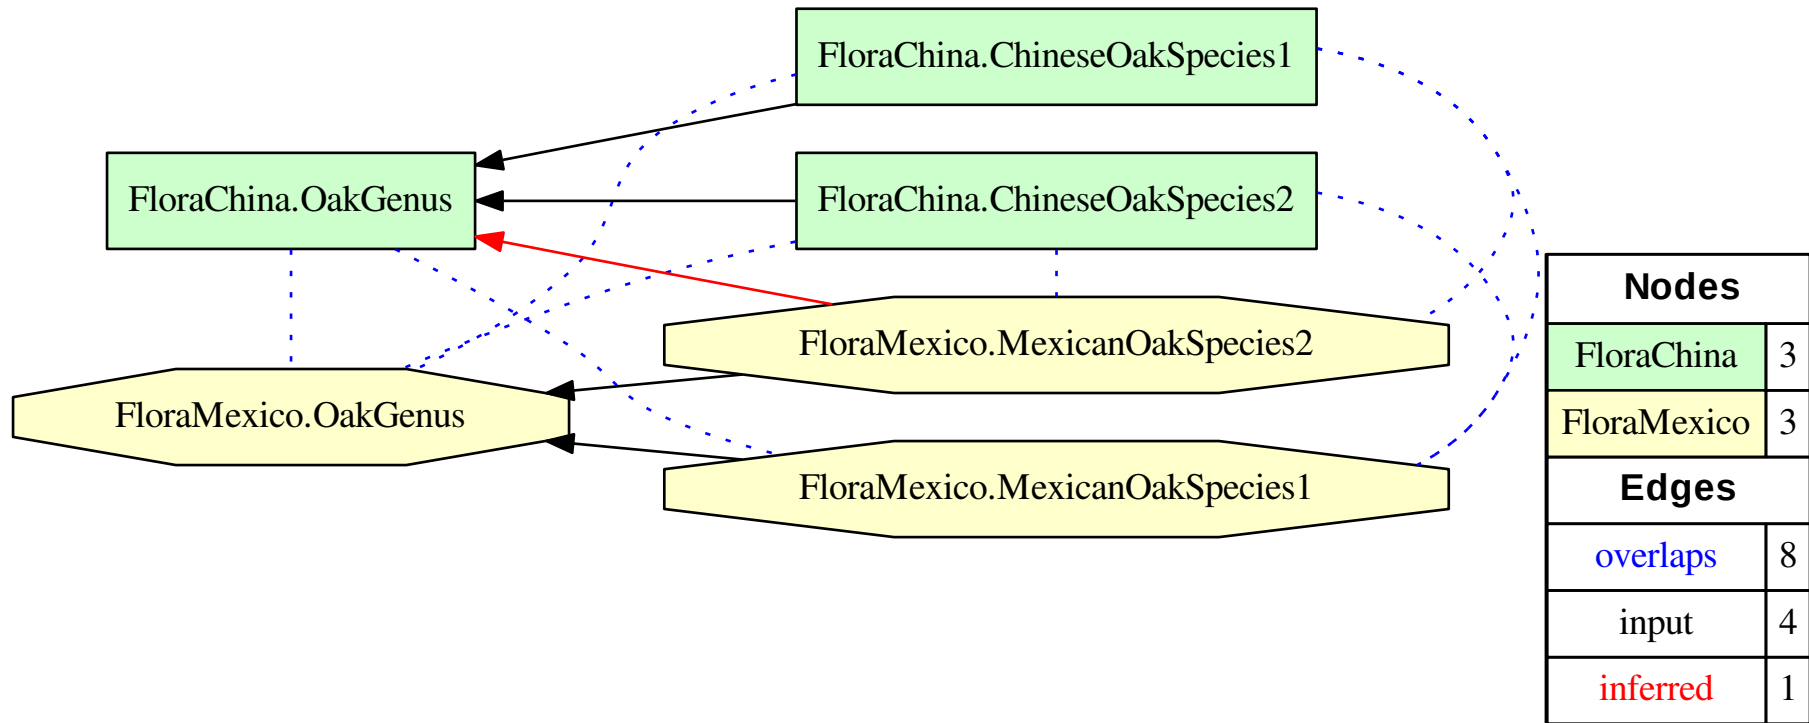 FloraChina.ChineseOakSpecies1
FloraChina.OakGenus
FloraChina.ChineseOakSpecies2
FloraMexico.MexicanOakSpecies2
FloraMexico.OakGenus
FloraMexico.MexicanOakSpecies1
Nodes
FloraChina 3
FloraMexico 3
Edges
overlaps 8
input 4
inferred 1